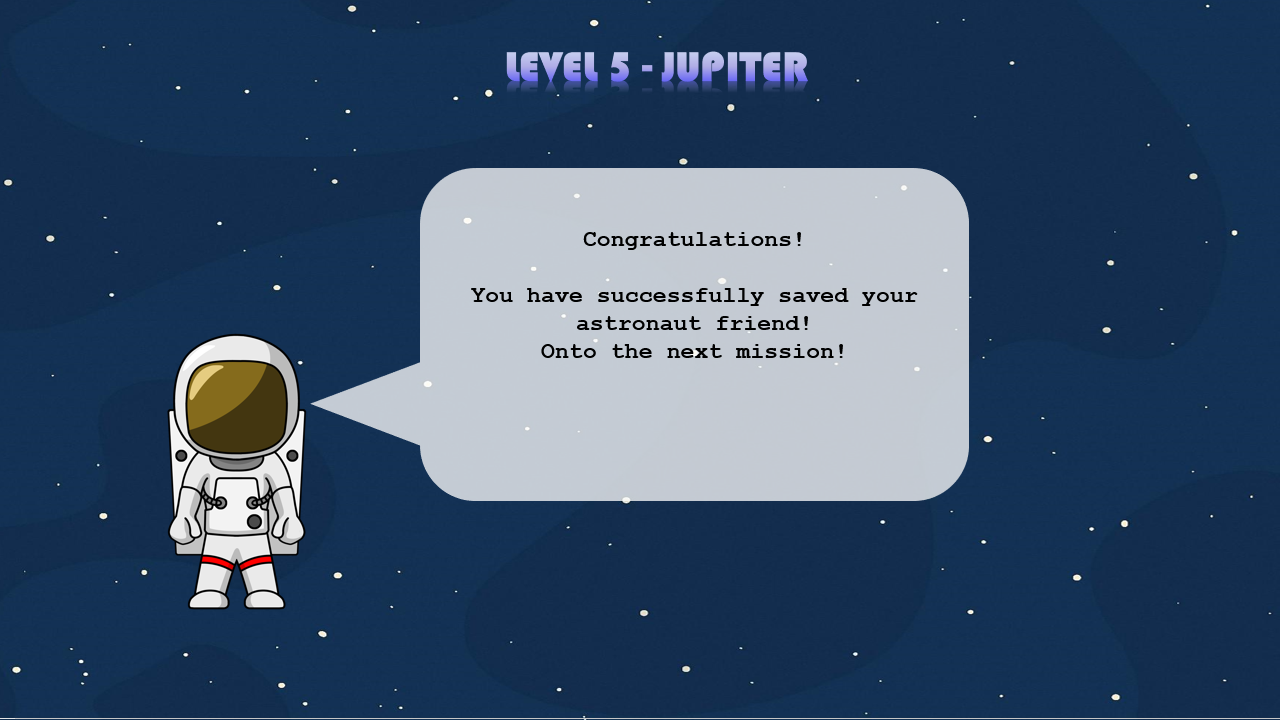 LEVEL 5 - JUPITER
Congratulations!
You have successfully saved your
astronaut friend!
Onto the next mission!